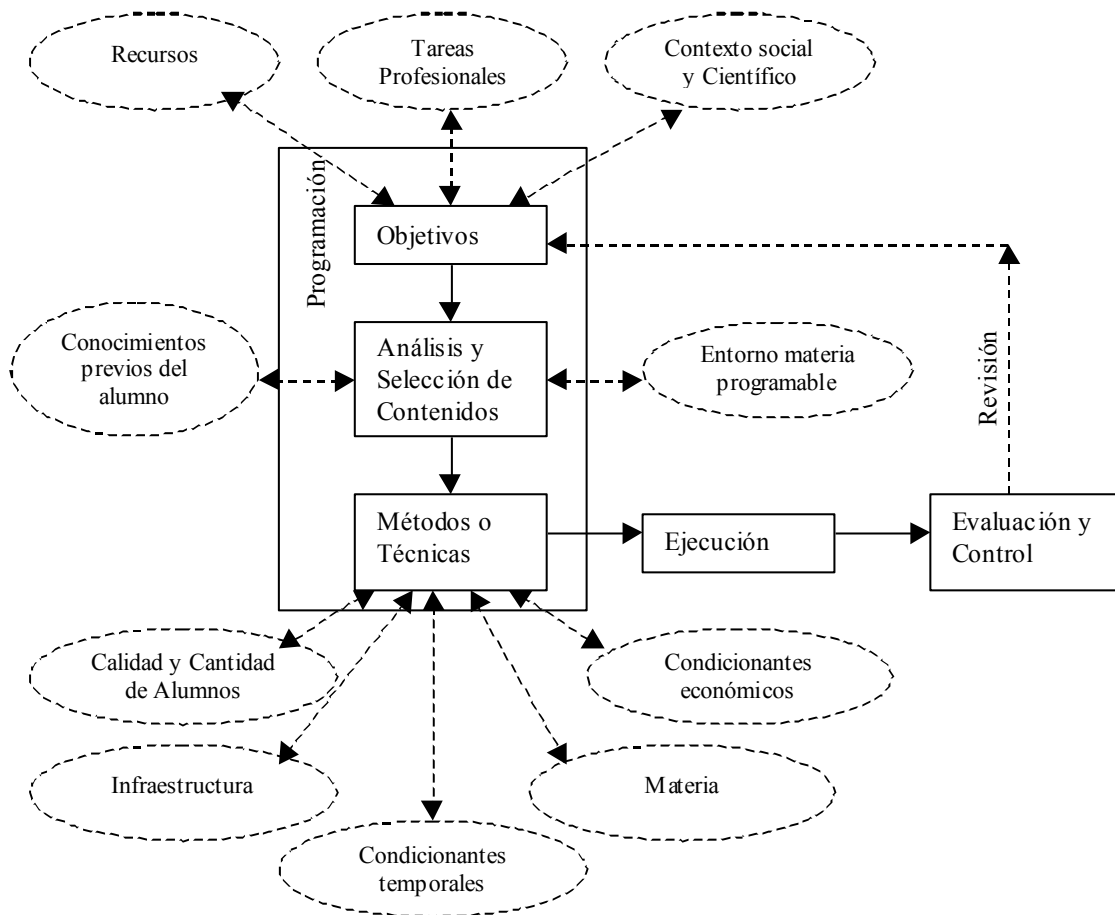 Recursos
Tareas
Profesionales
Contexto social
y Científico
Programación
Objetivos
Conocimientos
previos del
alumno
Análisis y
Selección de
Contenidos
Entorno materia
programable
Revisión
Métodos o
Técnicas
Ejecución
Evaluación y
Control
Calidad y Cantidad
de Alumnos
Condicionantes
económicos
Infraestructura
Materia
Condicionantes
temporales